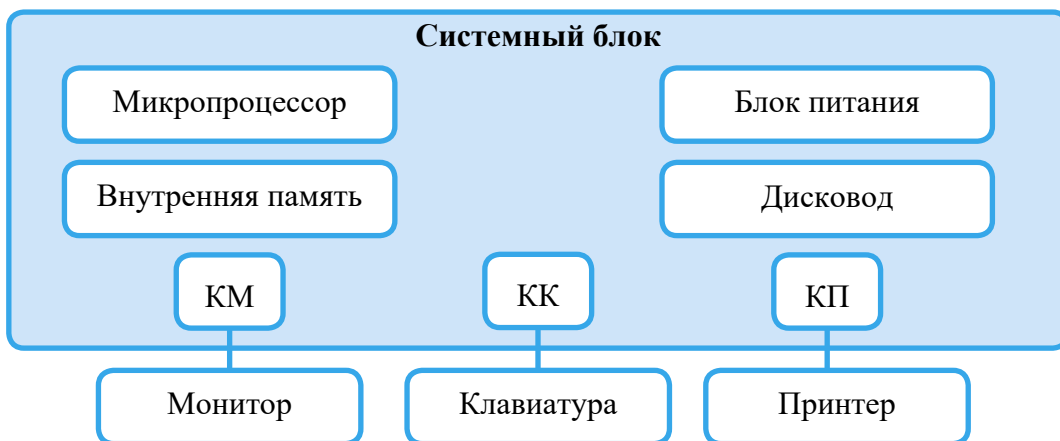 Системный блок
Микропроцессор
Блок питания
Внутренняя память
Дисковод
КМ
КК
КП
Монитор
Клавиатура
Принтер